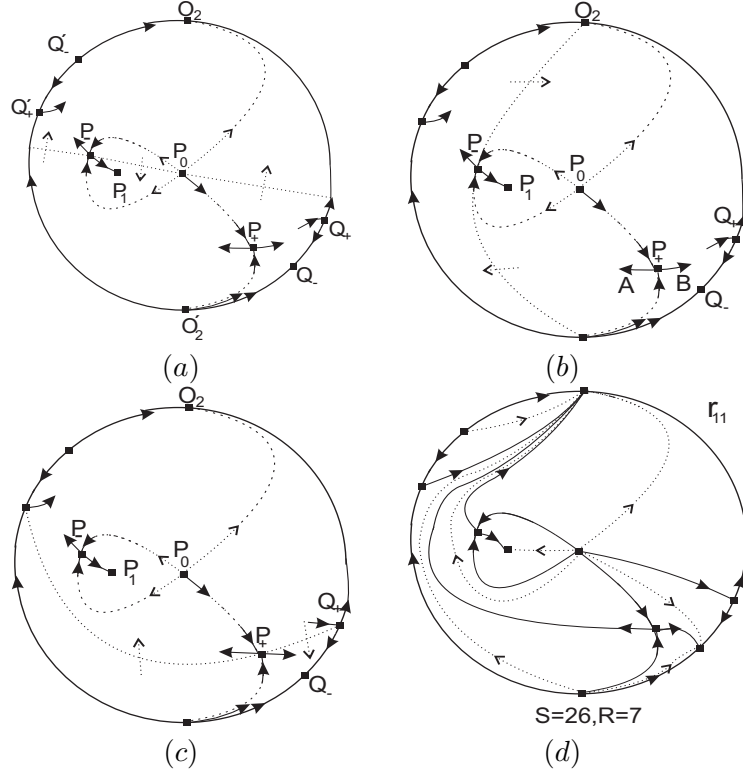 O₂
Q′₋
Q′₊
P₋
P₀
P₁
P₊
Q₊
Q₋
O′₂
(a)
O₂
P₋
P₀
P₁
P₊
Q₊
A B
Q₋
(b)
O₂
P₋
P₀
P₁
P₊
Q₊
Q₋
(c)
r₁₁
S=26,R=7
(d)